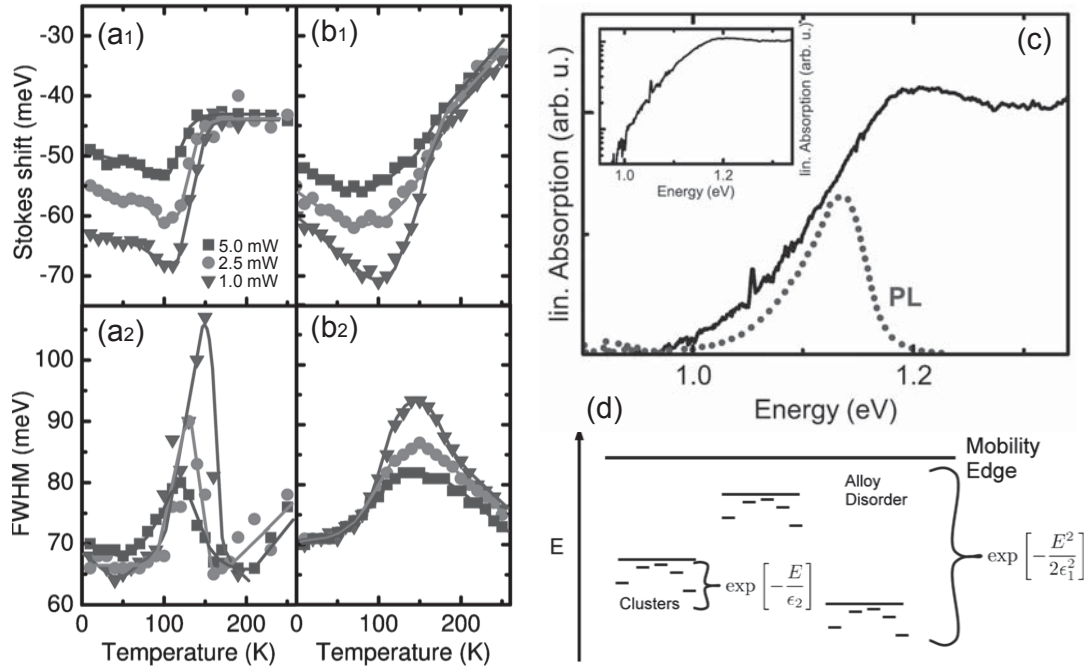 (a1)
(b1)
-30
-40
-50
-60
-70
Stokes shift (meV)
5.0 mW
2.5 mW
1.0 mW
(a2)
(b2)
100
90
80
70
60
FWHM (meV)
0
100
200
0
100
200
Temperature (K)
Temperature (K)
(c)
lin. Absorption (arb. u.)
lin. Absorption (arb. u.)
1.0
1.2
Energy (eV)
PL
1.0
1.2
Energy (eV)
(d)
E
Mobility
Edge
Alloy
Disorder
Clusters
exp [-E/ϵ₂]
exp [-E²/2ϵ₁²]